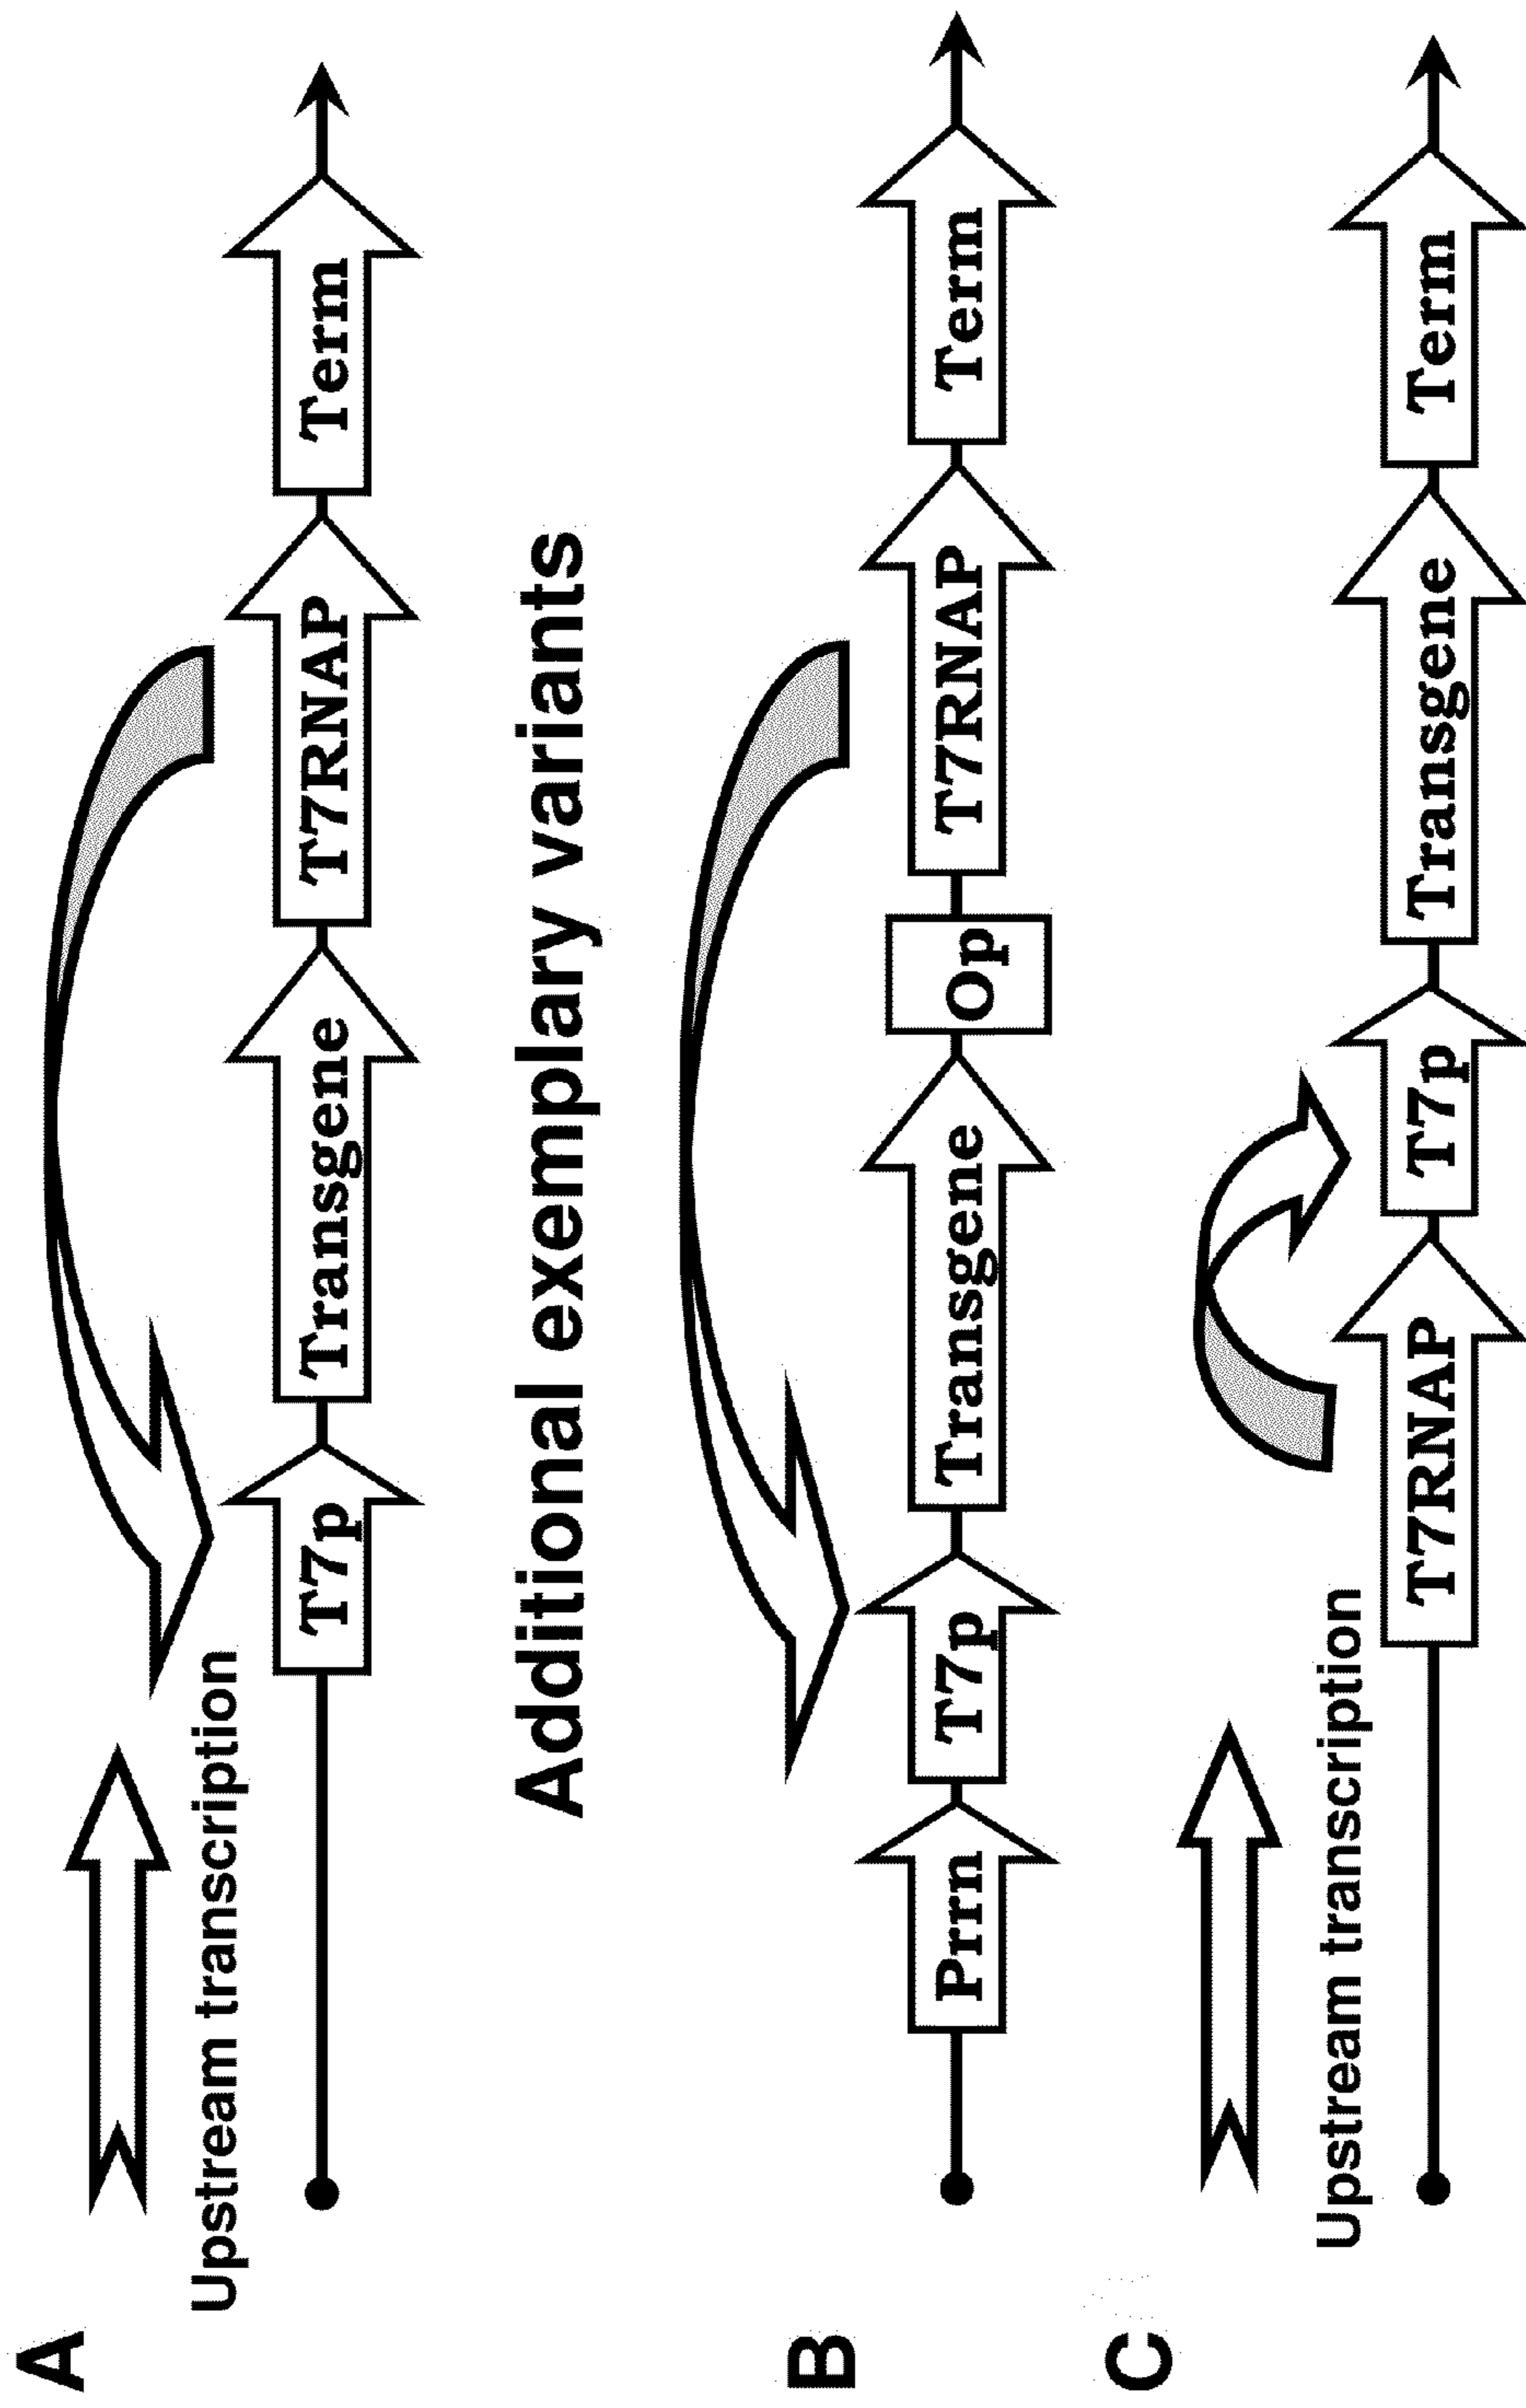 A
Upstream transcription
T7p
Transgene
T7RNAP
Term
Additional exemplary variants
B
Prrn
T7p
Transgene
Op
T7RNAP
Term
C
Upstream transcription
T7RNAP
T7p
Transgene
Term